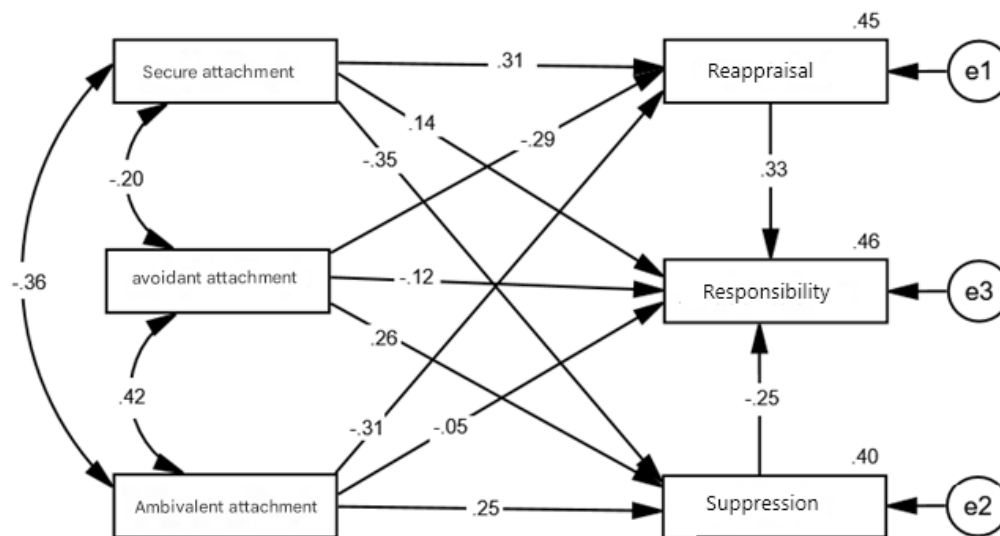 .45
Secure attachment
.31
Reappraisal
e1
.14
-.29
-.35
.33
-.20
.46
avoidant attachment
-.12
Responsibility
e3
-.36
.26
.42
-.25
-.31
-.05
.40
Ambivalent attachment
.25
Suppression
e2